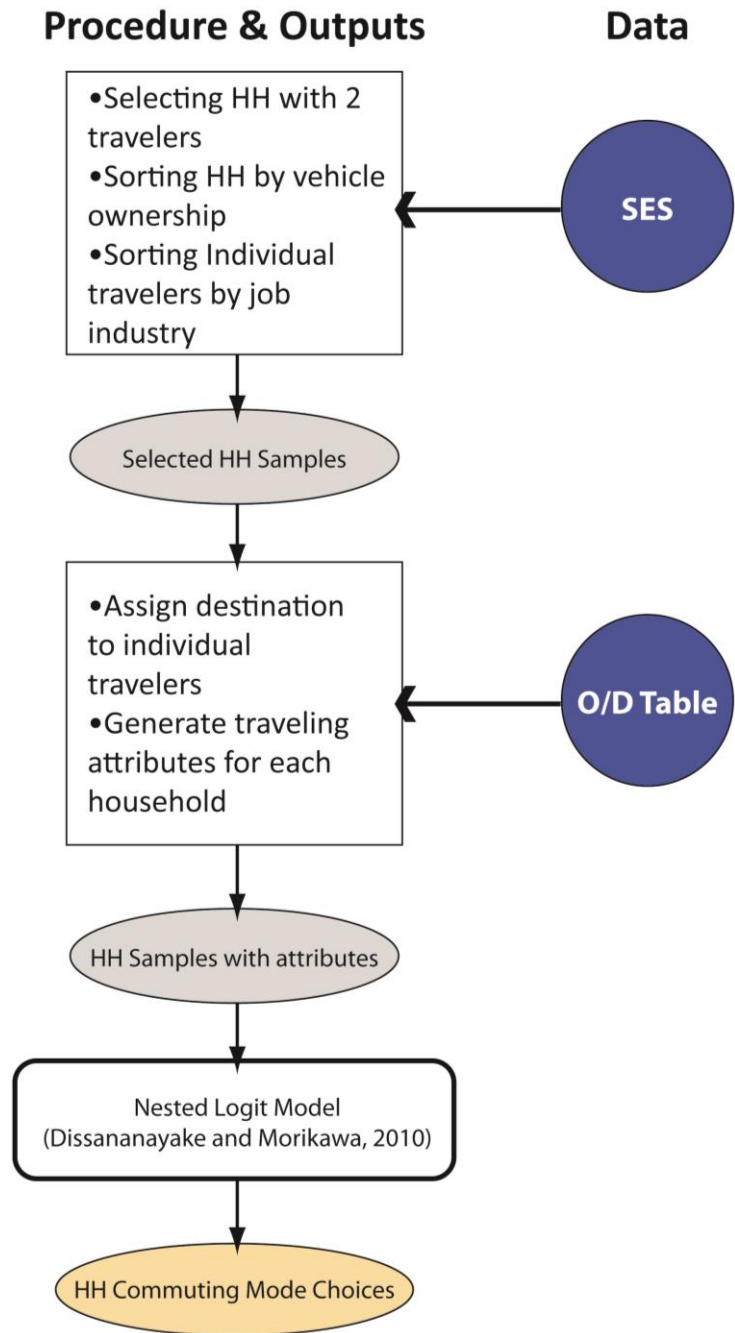 Procedure & Outputs
Data
•Selecting HH with 2
travelers
•Sorting HH by vehicle
ownership
•Sorting Individual
travelers by job
industry
SES
Selected HH Samples
•Assign destination
to individual
travelers
•Generate traveling
attributes for each
household
O/D Table
HH Samples with attributes
Nested Logit Model
(Dissananayake and Morikawa, 2010)
HH Commuting Mode Choices